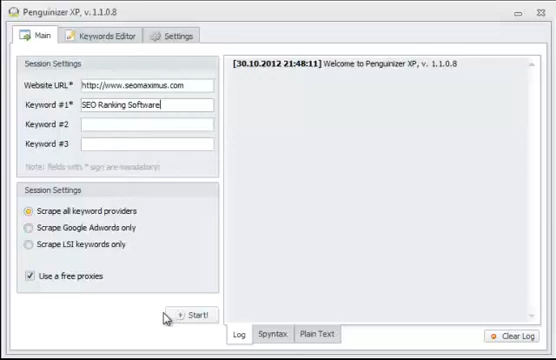 Penguinizer XP, v. 1.1.0.8
Main
Keywords Editor
Settings
Session Settings
Website URL* http://www.seomaximus.com
Keyword #1* SEO Ranking Software
Keyword #2
Keyword #3
Note: fields with * sign are mandatory!
Session Settings
Scrape all keyword providers
Scrape Google Adwords only
Scrape LSI keywords only
Use a free proxies
Start!
[30.10.2012 21:48:11] Welcome to Penguinizer XP, v. 1.1.0.8
Log
Spyntax
Plain Text
Clear Log